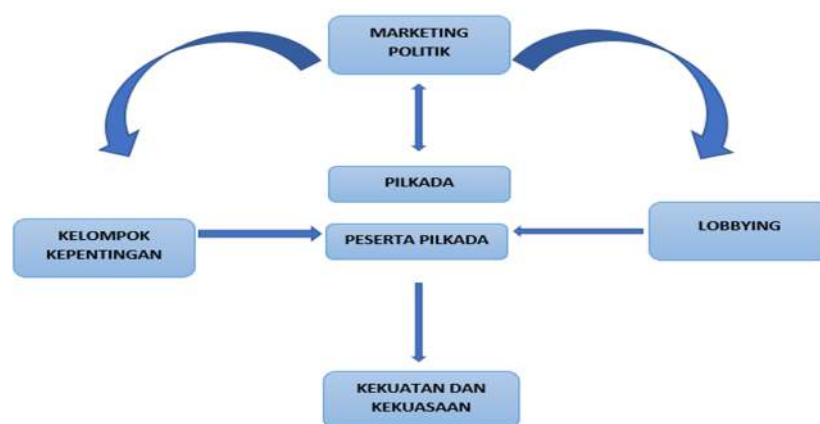 MARKETING
POLITIK
PILKADA
KELOMPOK
KEPENTINGAN
PESERTA PILKADA
LOBBYING
KEKUATAN DAN
KEKUASAAN